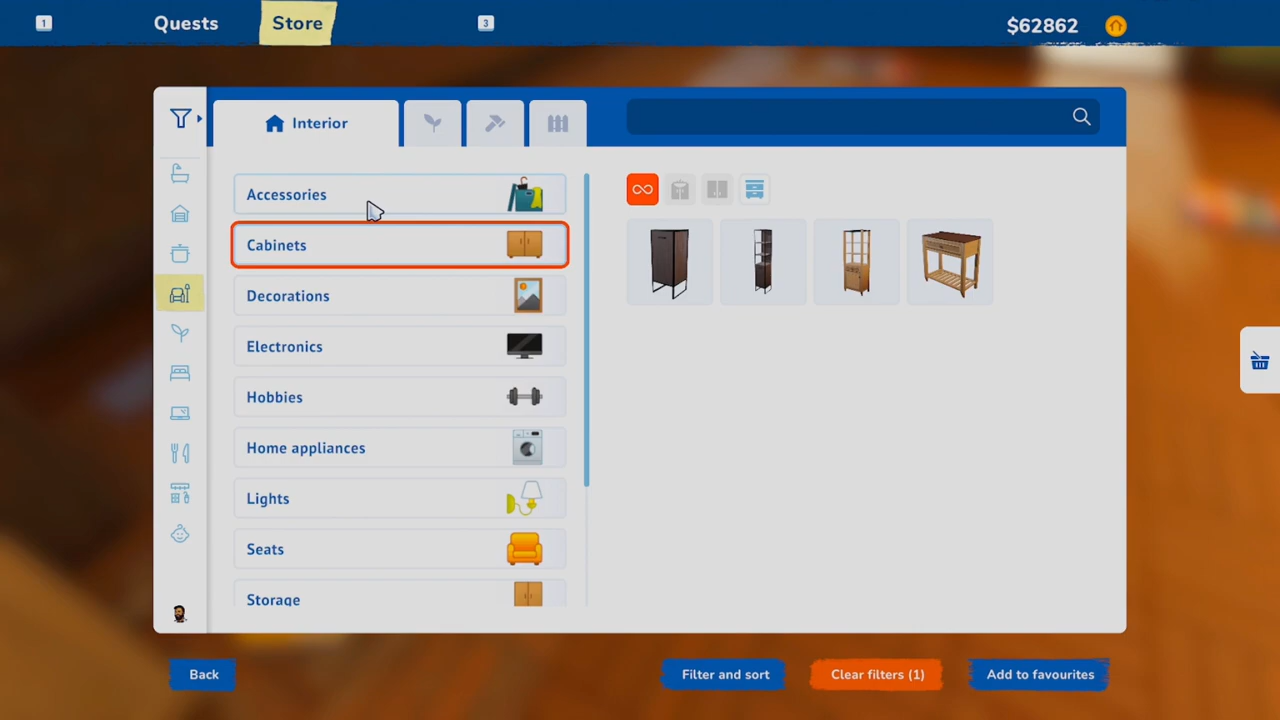 1
Quests
Store
3
$62862
Interior
Accessories
Cabinets
Decorations
Electronics
Hobbies
Home appliances
Lights
Seats
Storage
Back
Filter and sort
Clear filters (1)
Add to favourites